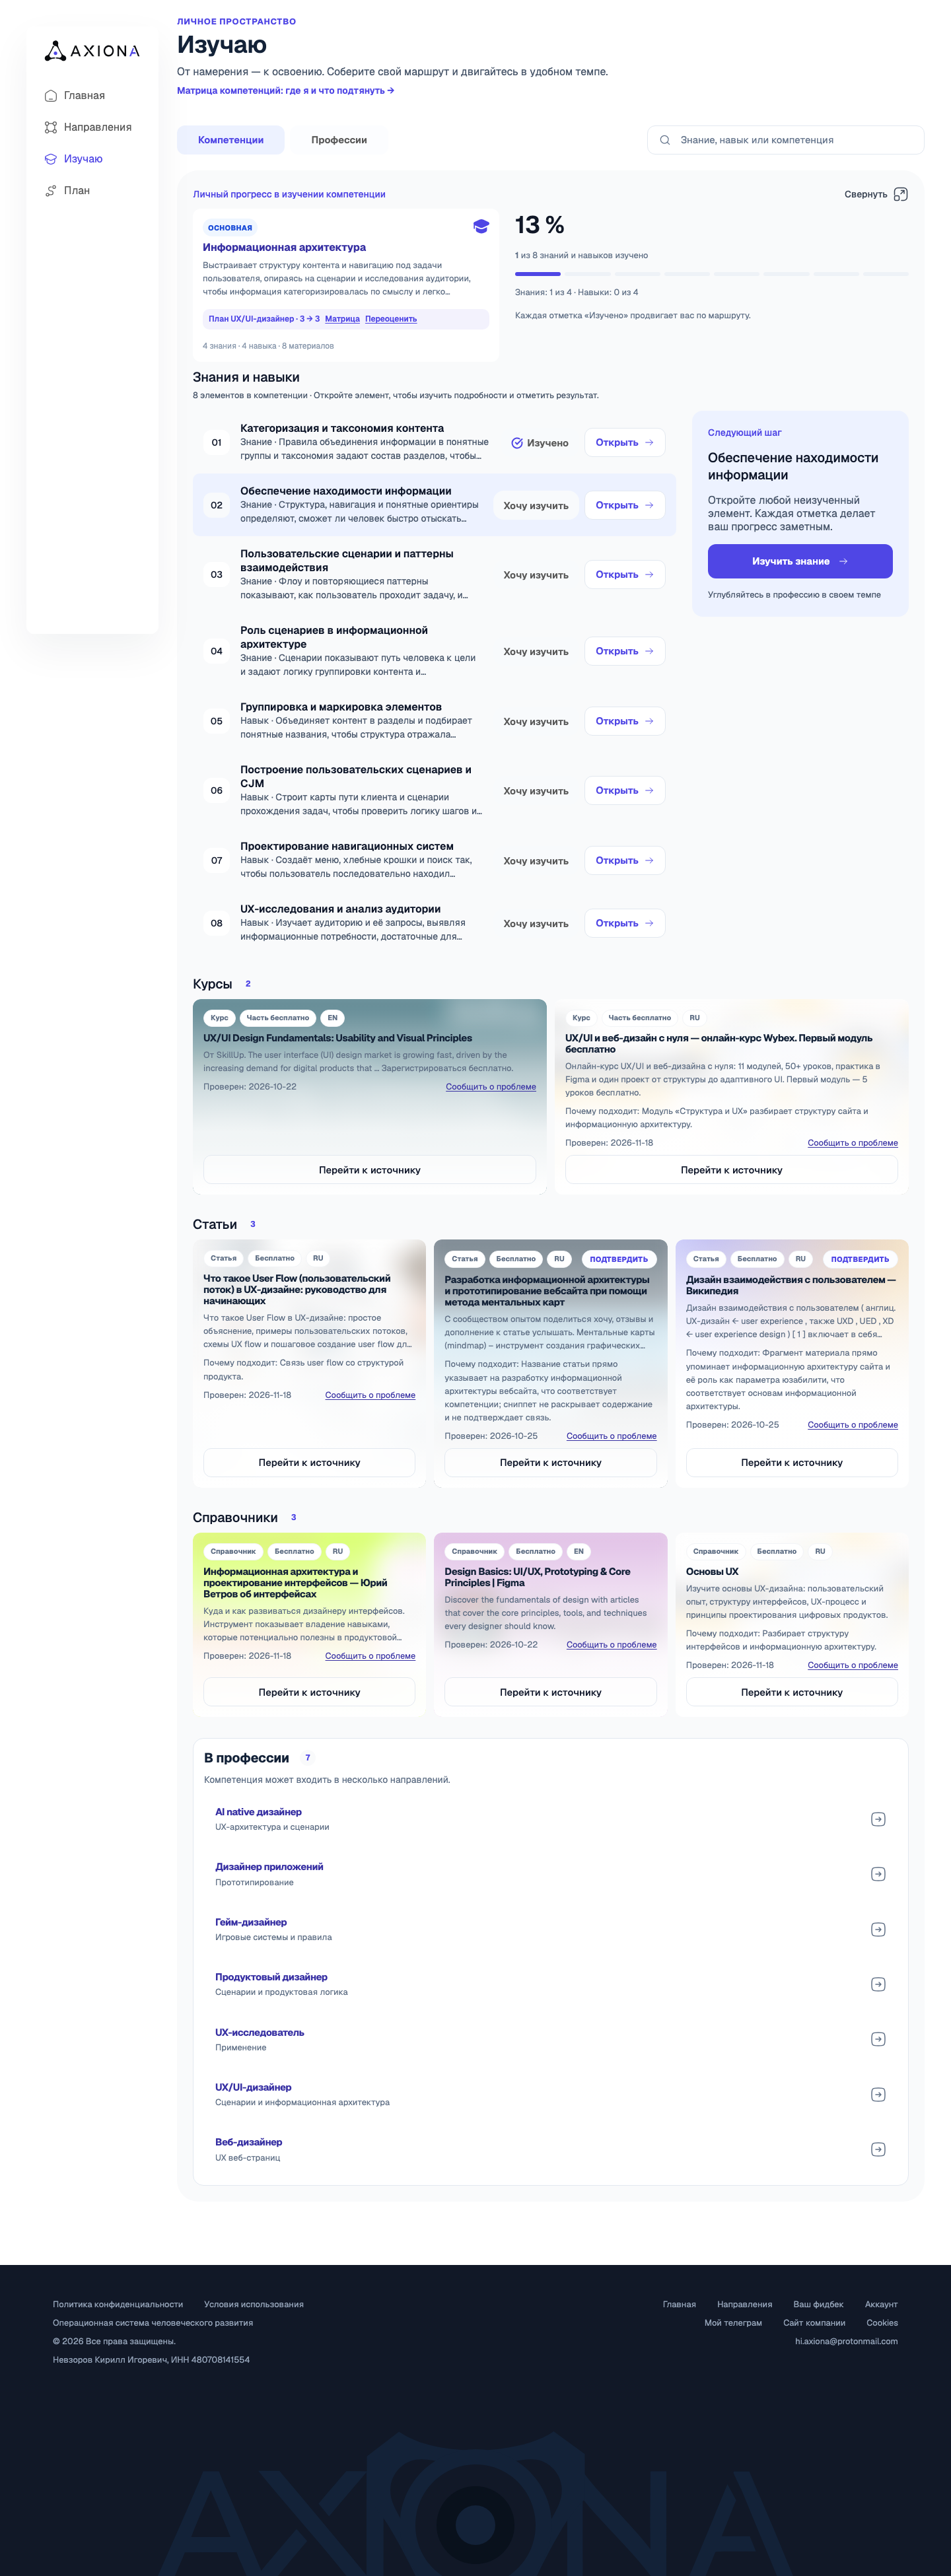 AXIONA
Главная
Направления
Изучаю
План
ЛИЧНОЕ ПРОСТРАНСТВО
Изучаю
От намерения — к освоению. Соберите свой маршрут и двигайтесь в удобном темпе.
Матрица компетенций: где я и что подтянуть →
Компетенции
Профессии
Знание, навык или компетенция
Личный прогресс в изучении компетенции
Свернуть
ОСНОВНАЯ
Информационная архитектура
Выстраивает структуру контента и навигацию под задачи
пользователя, опираясь на сценарии и исследования аудитории,
чтобы информация категоризировалась по смыслу и легко...
План UX/UI-дизайнер · 3 → 3 Матрица Переоценить
4 знания · 4 навыка · 8 материалов
13 %
1 из 8 знаний и навыков изучено
Знания: 1 из 4 · Навыки: 0 из 4
Каждая отметка «Изучено» продвигает вас по маршруту.
Знания и навыки
8 элементов в компетенции · Откройте элемент, чтобы изучить подробности и отметить результат.
01
Категоризация и таксономия контента
Знание · Правила объединения информации в понятные
группы и таксономия задают состав разделов, чтобы...
Изучено
Открыть →
02
Обеспечение находимости информации
Знание · Структура, навигация и понятные ориентиры
определяют, сможет ли человек быстро отыскать...
Хочу изучить
Открыть →
03
Пользовательские сценарии и паттерны
взаимодействия
Знание · Флоу и повторяющиеся паттерны
показывают, как пользователь проходит задачу, и...
Хочу изучить
Открыть →
04
Роль сценариев в информационной
архитектуре
Знание · Сценарии показывают путь человека к цели
и задают логику группировки контента и...
Хочу изучить
Открыть →
05
Группировка и маркировка элементов
Навык · Объединяет контент в разделы и подбирает
понятные названия, чтобы структура отражала...
Хочу изучить
Открыть →
06
Построение пользовательских сценариев и
CJM
Навык · Строит карты пути клиента и сценарии
прохождения задач, чтобы проверить логику шагов и...
Хочу изучить
Открыть →
07
Проектирование навигационных систем
Навык · Создаёт меню, хлебные крошки и поиск так,
чтобы пользователь последовательно находил...
Хочу изучить
Открыть →
08
UX-исследования и анализ аудитории
Навык · Изучает аудиторию и её запросы, выявляя
информационные потребности, достаточные для...
Хочу изучить
Открыть →
Следующий шаг
Обеспечение находимости
информации
Откройте любой неизученный
элемент. Каждая отметка делает
ваш прогресс заметным.
Изучить знание →
Углубляйтесь в профессию в своем темпе
Курсы 2
Курс Часть бесплатно EN
UX/UI Design Fundamentals: Usability and Visual Principles
От SkillUp. The user interface (UI) design market is growing fast, driven by the
increasing demand for digital products that ... Зарегистрироваться бесплатно.
Проверен: 2026-10-22 Сообщить о проблеме
Перейти к источнику
Курс Часть бесплатно RU
UX/UI и веб-дизайн с нуля — онлайн-курс Wybex. Первый модуль
бесплатно
Онлайн-курс UX/UI и веб-дизайна с нуля: 11 модулей, 50+ уроков, практика в
Figma и один проект от структуры до адаптивного UI. Первый модуль — 5
уроков бесплатно.
Почему подходит: Модуль «Структура и UX» разбирает структуру сайта и
информационную архитектуру.
Проверен: 2026-11-18 Сообщить о проблеме
Перейти к источнику
Статьи 3
Статья Бесплатно RU
Что такое User Flow (пользовательский
поток) в UX-дизайне: руководство для
начинающих
Что такое User Flow в UX-дизайне: простое
объяснение, примеры пользовательских потоков,
схемы UX flow и пошаговое создание user flow дл...
Почему подходит: Связь user flow со структурой
продукта.
Проверен: 2026-11-18 Сообщить о проблеме
Перейти к источнику
Статья Бесплатно RU ПОДТВЕРДИТЬ
Разработка информационной архитектуры
и прототипирование вебсайта при помощи
метода ментальных карт
С сообществом опытом поделиться хочу, отзывы и
дополнение к статье услышать. Ментальные карты
(mindmap) – инструмент создания графических...
Почему подходит: Название статьи прямо
указывает на разработку информационной
архитектуры вебсайта, что соответствует
компетенции; сниппет не раскрывает содержание
и не подтверждает связь.
Проверен: 2026-10-25 Сообщить о проблеме
Перейти к источнику
Статья Бесплатно RU ПОДТВЕРДИТЬ
Дизайн взаимодействия с пользователем —
Википедия
Дизайн взаимодействия с пользователем ( англиц.
UX-дизайн ← user experience , также UXD , UED , XD
← user experience design ) [ 1 ] включает в себя...
Почему подходит: Фрагмент материала прямо
упоминает информационную архитектуру сайта и
её роль как параметра юзабилити, что
соответствует основам информационной
архитектуры.
Проверен: 2026-10-25 Сообщить о проблеме
Перейти к источнику
Справочники 3
Справочник Бесплатно RU
Информационная архитектура и
проектирование интерфейсов — Юрий
Ветров об интерфейсах
Куда и как развиваться дизайнеру интерфейсов.
Инструмент показывает владение навыками,
которые потенциально полезны в продуктовой...
Проверен: 2026-11-18 Сообщить о проблеме
Перейти к источнику
Справочник Бесплатно EN
Design Basics: UI/UX, Prototyping & Core
Principles | Figma
Discover the fundamentals of design with articles
that cover the core principles, tools, and techniques
every designer should know.
Проверен: 2026-10-22 Сообщить о проблеме
Перейти к источнику
Справочник Бесплатно RU
Основы UX
Изучите основы UX-дизайна: пользовательский
опыт, структуру интерфейсов, UX-процесс и
принципы проектирования цифровых продуктов.
Почему подходит: Разбирает структуру
интерфейсов и информационную архитектуру.
Проверен: 2026-11-18 Сообщить о проблеме
Перейти к источнику
В профессии 7
Компетенция может входить в несколько направлений.
AI native дизайнер
UX-архитектура и сценарии
Дизайнер приложений
Прототипирование
Гейм-дизайнер
Игровые системы и правила
Продуктовый дизайнер
Сценарии и продуктовая логика
UX-исследователь
Применение
UX/UI-дизайнер
Сценарии и информационная архитектура
Веб-дизайнер
UX веб-страниц
Политика конфиденциальности Условия использования
Операционная система человеческого развития
© 2026 Все права защищены.
Невзоров Кирилл Игоревич, ИНН 480708141554
Главная Направления Ваш фидбек Аккаунт
Мой телеграм Сайт компании Cookies
hi.axiona@protonmail.com
AXIONA